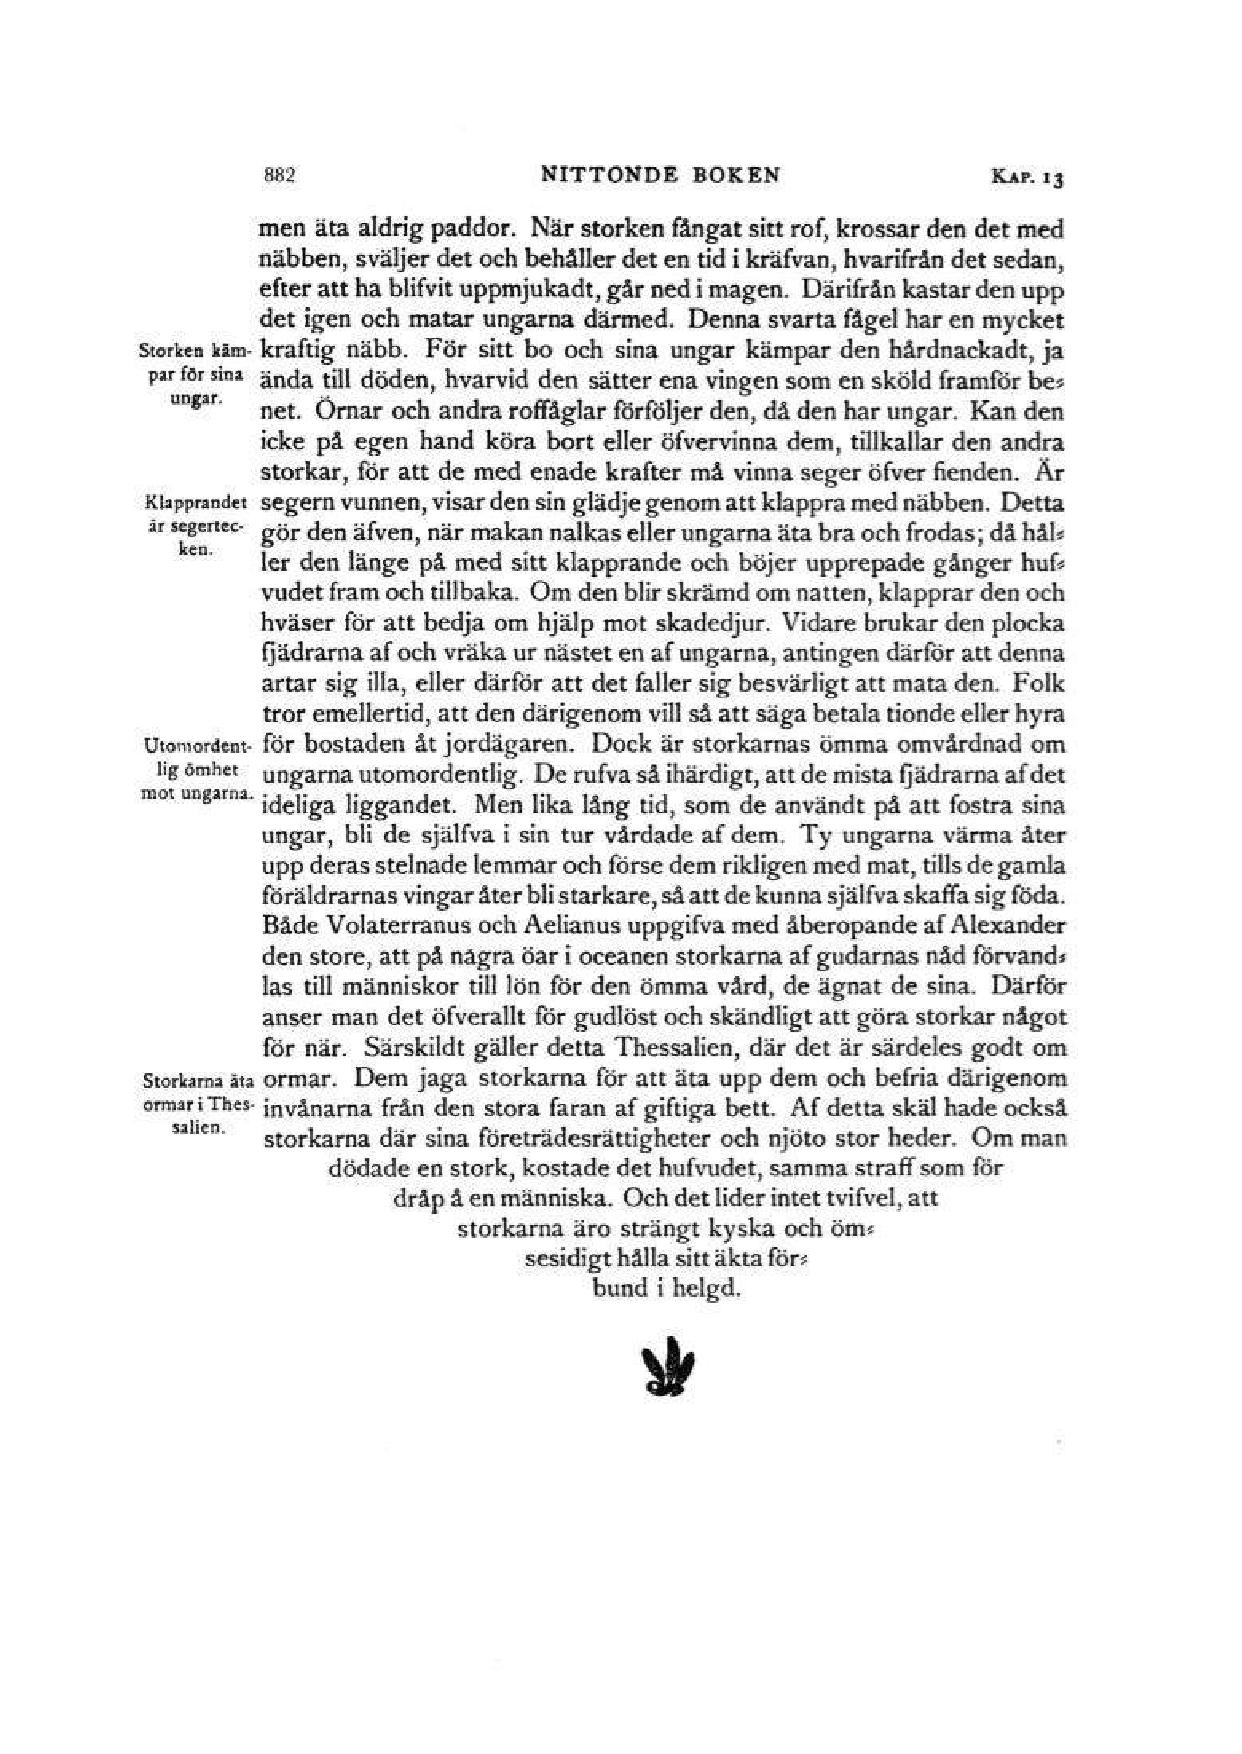 882
NITTONDE BOKEN
KAP. 13
men äta aldrig paddor. När storken fångat sitt rof, krossar den det med
näbben, sväljer det och behåller det en tid i kräfvan, hvarifrån det sedan,
efter att ha blifvit uppmjukadt, går ned i magen. Därifrån kastar den upp
det igen och matar ungarna därmed. Denna svarta fågel har en mycket
Storken käm-
par för sina
ungar.
kraftig näbb. För sitt bo och sina ungar kämpar den hårdnackadt, ja
ända till döden, hvarvid den sätter ena vingen som en sköld framför be-
net. Örnar och andra roffåglar förföljer den, då den har ungar. Kan den
icke på egen hand köra bort eller öfvervinna dem, tillkallar den andra
storkar, för att de med enade krafter må vinna seger öfver fienden. Är
Klapprandet
är segertec-
ken.
segern vunnen, visar den sin glädje genom att klappra med näbben. Detta
gör den äfven, när makan nalkas eller ungarna äta bra och frodas; då hål-
ler den länge på med sitt klapprande och böjer upprepade gånger huf-
vudet fram och tillbaka. Om den blir skrämd om natten, klapprar den och
hväser för att bedja om hjälp mot skadedjur. Vidare brukar den plocka
fjädrarna af och vräka ur nästet en af ungarna, antingen därför att denna
artar sig illa, eller därför att det faller sig besvärligt att mata den. Folk
tror emellertid, att den därigenom vill så att säga betala tionde eller hyra
Utomordent-
lig ömhet
mot ungarna.
för bostaden åt jordägaren. Dock är storkarnas ömma omvårdnad om
ungarna utomordentlig. De rufva så ihärdigt, att de mista fjädrarna af det
ideliga liggandet. Men lika lång tid, som de användt på att fostra sina
ungar, bli de själfva i sin tur vårdade af dem. Ty ungarna värma åter
upp deras stelnade lemmar och förse dem rikligen med mat, tills de gamla
föräldrarnas vingar åter bli starkare, så att de kunna själfva skaffa sig föda.
Både Volaterranus och Aelianus uppgifva med åberopande af Alexander
den store, att på några öar i oceanen storkarna af gudarnas nåd förvand-
las till människor till lön för den ömma vård, de ägnat de sina. Därför
anser man det öfverallt för gudlöst och skändligt att göra storkar något
för när. Särskildt gäller detta Thessalien, där det är särdeles godt om
Storkarna äta
ormar i Thes-
salien.
ormar. Dem jaga storkarna för att äta upp dem och befria därigenom
invånarna från den stora faran af giftiga bett. Af detta skäl hade också
storkarna där sina företrädesrättigheter och njöto stor heder. Om man
dödade en stork, kostade det hufvudet, samma straff som för
dråp å en människa. Och det lider intet tvifvel, att
storkarna äro strängt kyska och öm-
sesidigt hålla sitt äkta för-
bund i helgd.